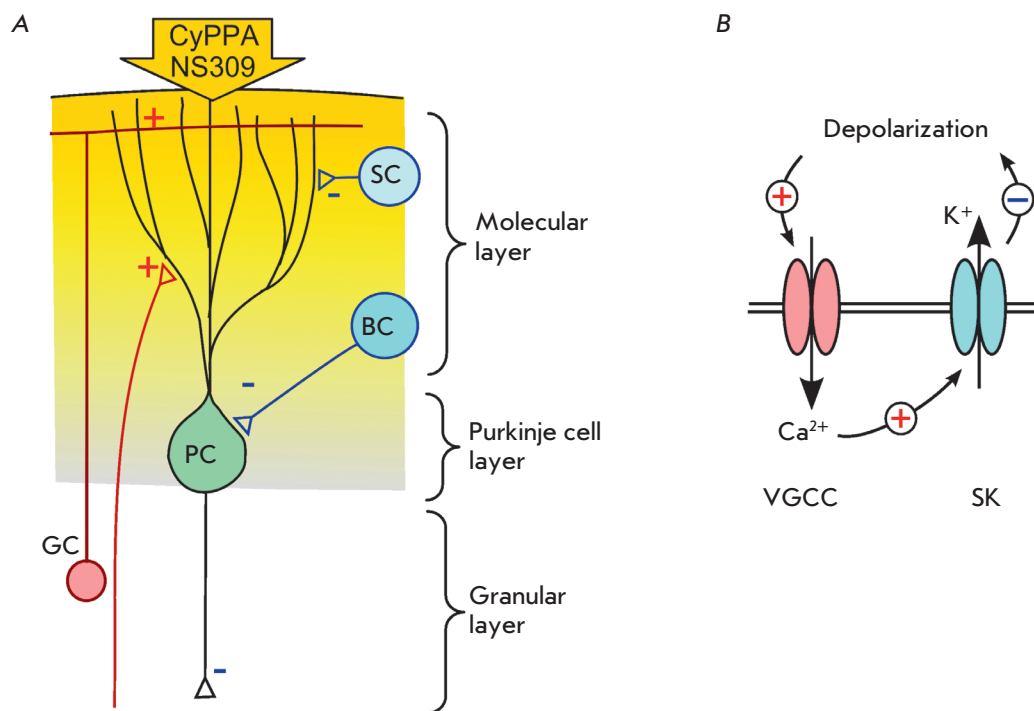 A
CyPPA
NS309
+
SC
-
Molecular
layer
+
BC
-
PC
Purkinje cell
layer
GC
Granular
layer
-
B
Depolarization
+
K⁺
−
Ca²⁺
+
VGCC
SK